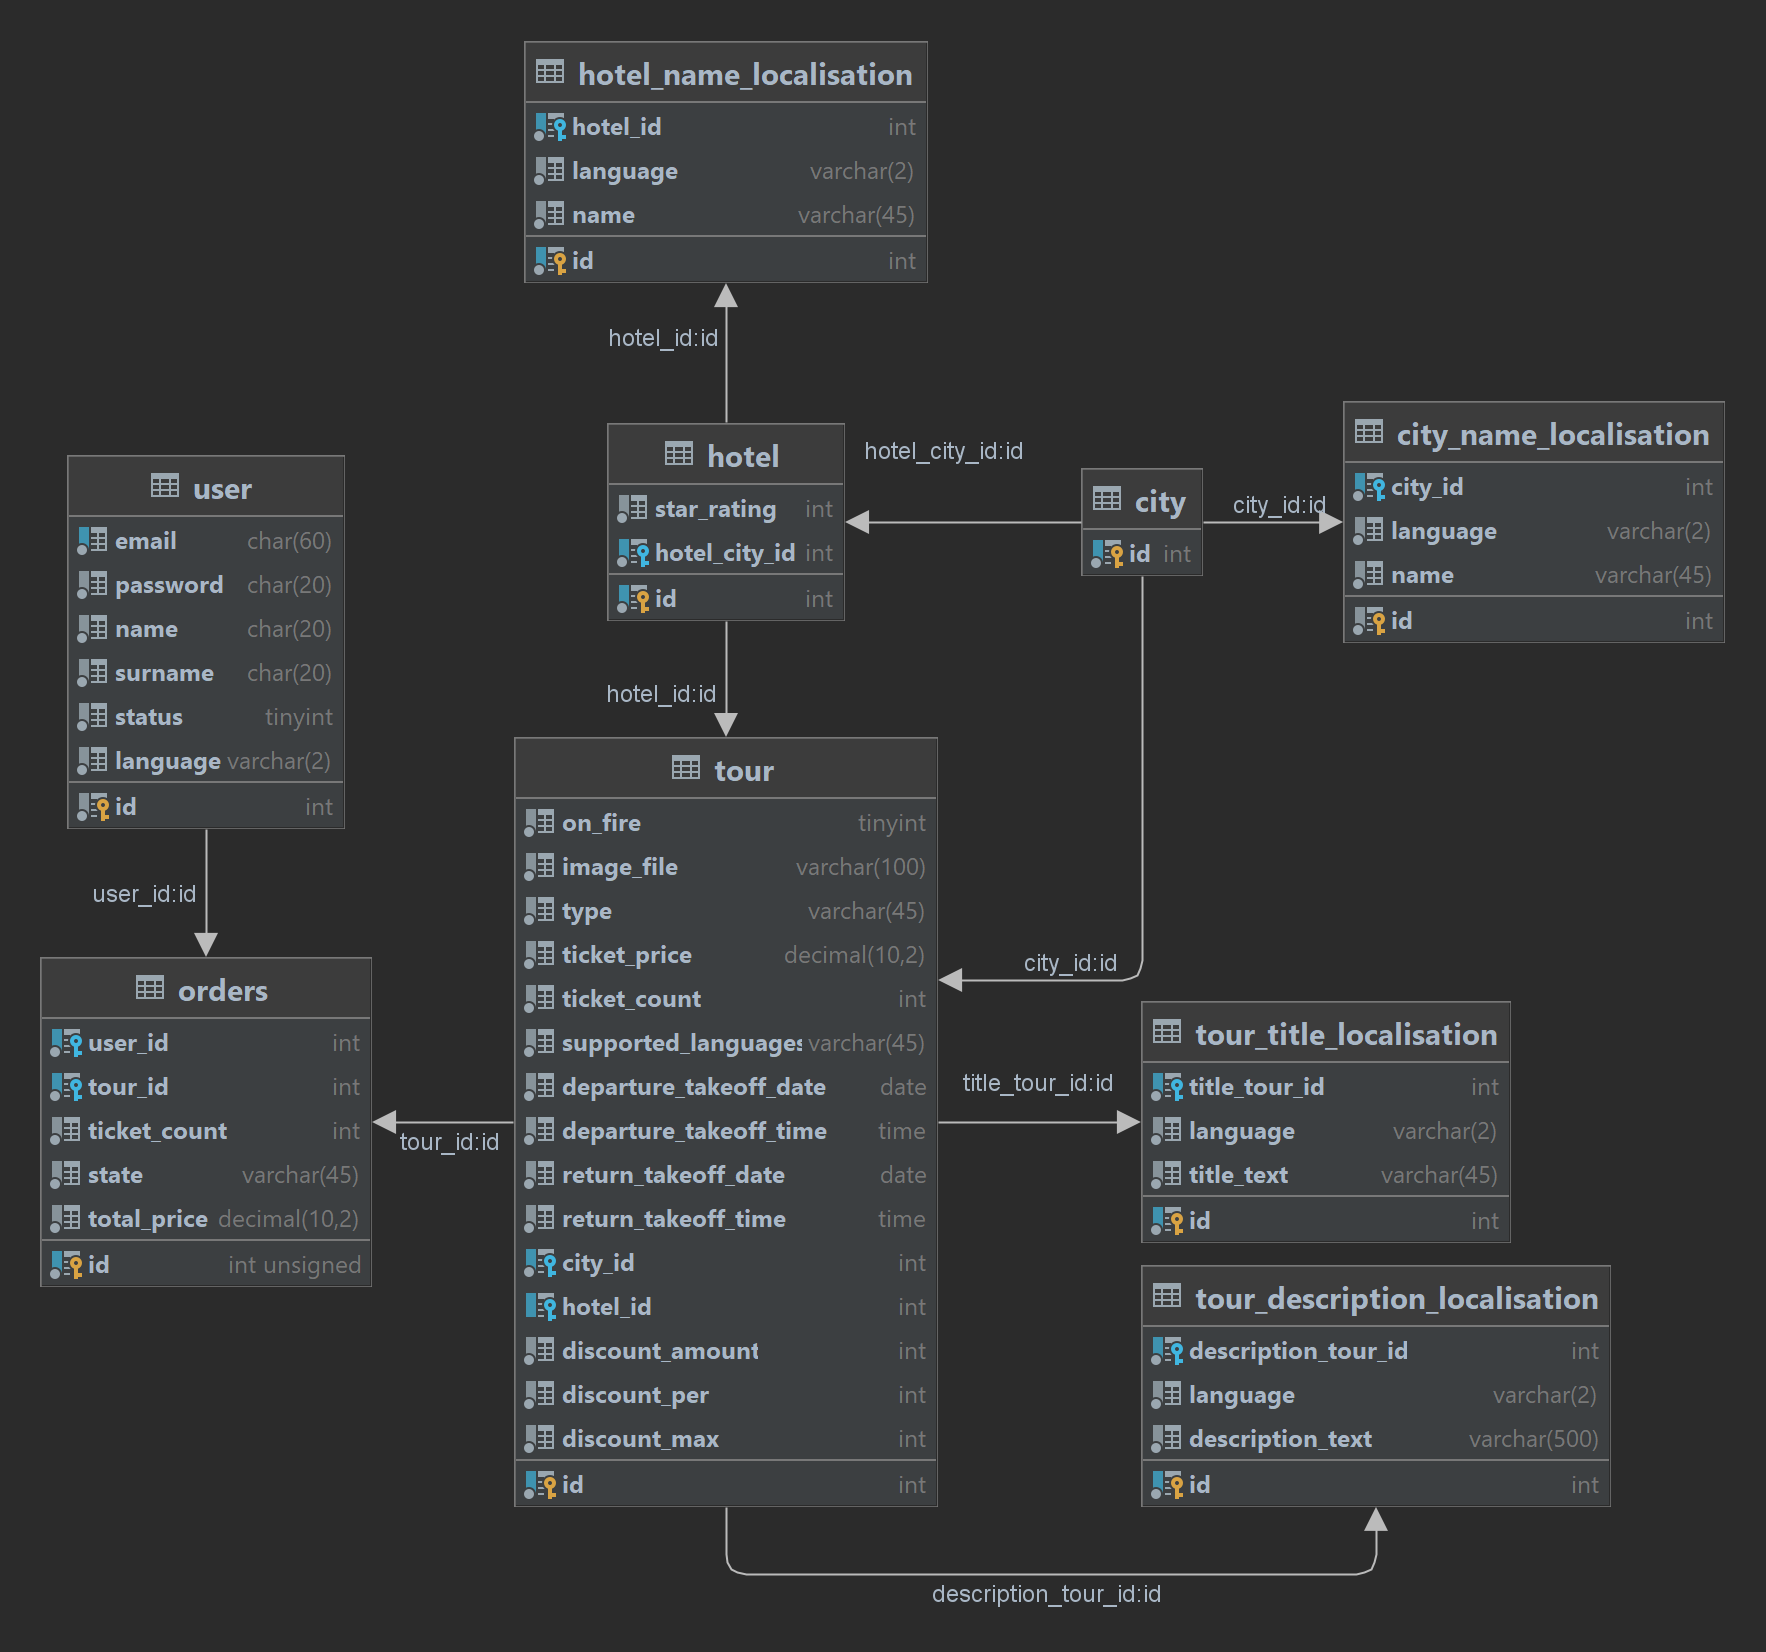 hotel_name_localisation
hotel_id int
language varchar(2)
name varchar(45)
id int
hotel_id:id
hotel
star_rating int
hotel_city_id int
id int
hotel_city_id:id
city
id int
city_id:id
city_name_localisation
city_id int
language varchar(2)
name varchar(45)
id int
user
email char(60)
password char(20)
name char(20)
surname char(20)
status tinyint
language varchar(2)
id int
user_id:id
hotel_id:id
tour
on_fire tinyint
image_file varchar(100)
type varchar(45)
ticket_price decimal(10,2)
ticket_count int
supported_languages varchar(45)
departure_takeoff_date date
departure_takeoff_time time
return_takeoff_date date
return_takeoff_time time
city_id int
hotel_id int
discount_amount int
discount_per int
discount_max int
id int
city_id:id
orders
user_id int
tour_id int
ticket_count int
state varchar(45)
total_price decimal(10,2)
id int unsigned
tour_id:id
title_tour_id:id
tour_title_localisation
title_tour_id int
language varchar(2)
title_text varchar(45)
id int
tour_description_localisation
description_tour_id int
language varchar(2)
description_text varchar(500)
id int
description_tour_id:id